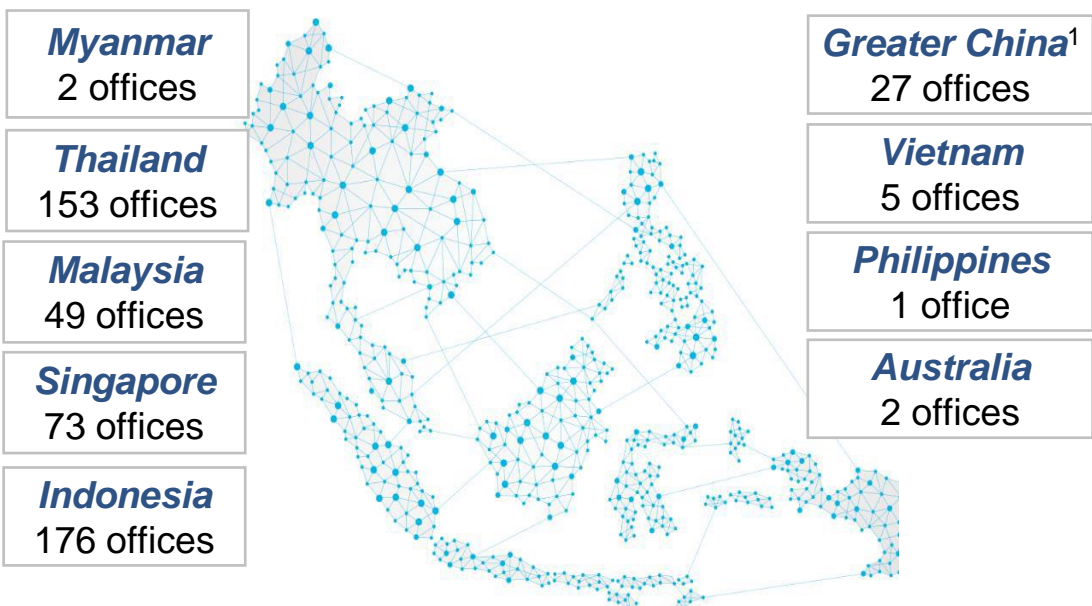 Myanmar
2 offices
Thailand
153 offices
Malaysia
49 offices
Singapore
73 offices
Indonesia
176 offices
Greater China¹
27 offices
Vietnam
5 offices
Philippines
1 office
Australia
2 offices